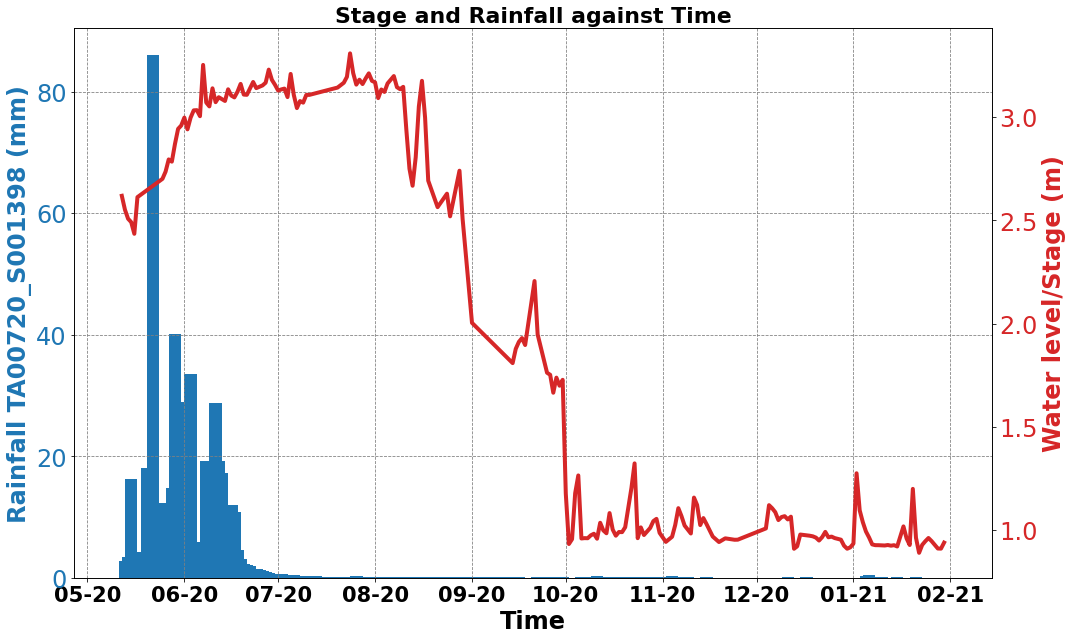 Stage and Rainfall against Time
Rainfall TA00720_S001398 (mm)
80
60
40
20
0
3.0
2.5
2.0
1.5
1.0
Water level/Stage (m)
05-20 06-20 07-20 08-20 09-20 10-20 11-20 12-20 01-21 02-21
Time